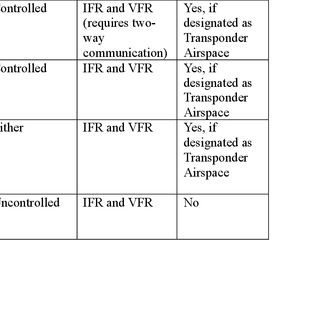 ontrolled IFR and VFR Yes, if
(requires two- designated as
way Transponder
communication) Airspace
ontrolled IFR and VFR Yes, if
designated as
Transponder
Airspace
ither IFR and VFR Yes, if
designated as
Transponder
Airspace
ncontrolled IFR and VFR No